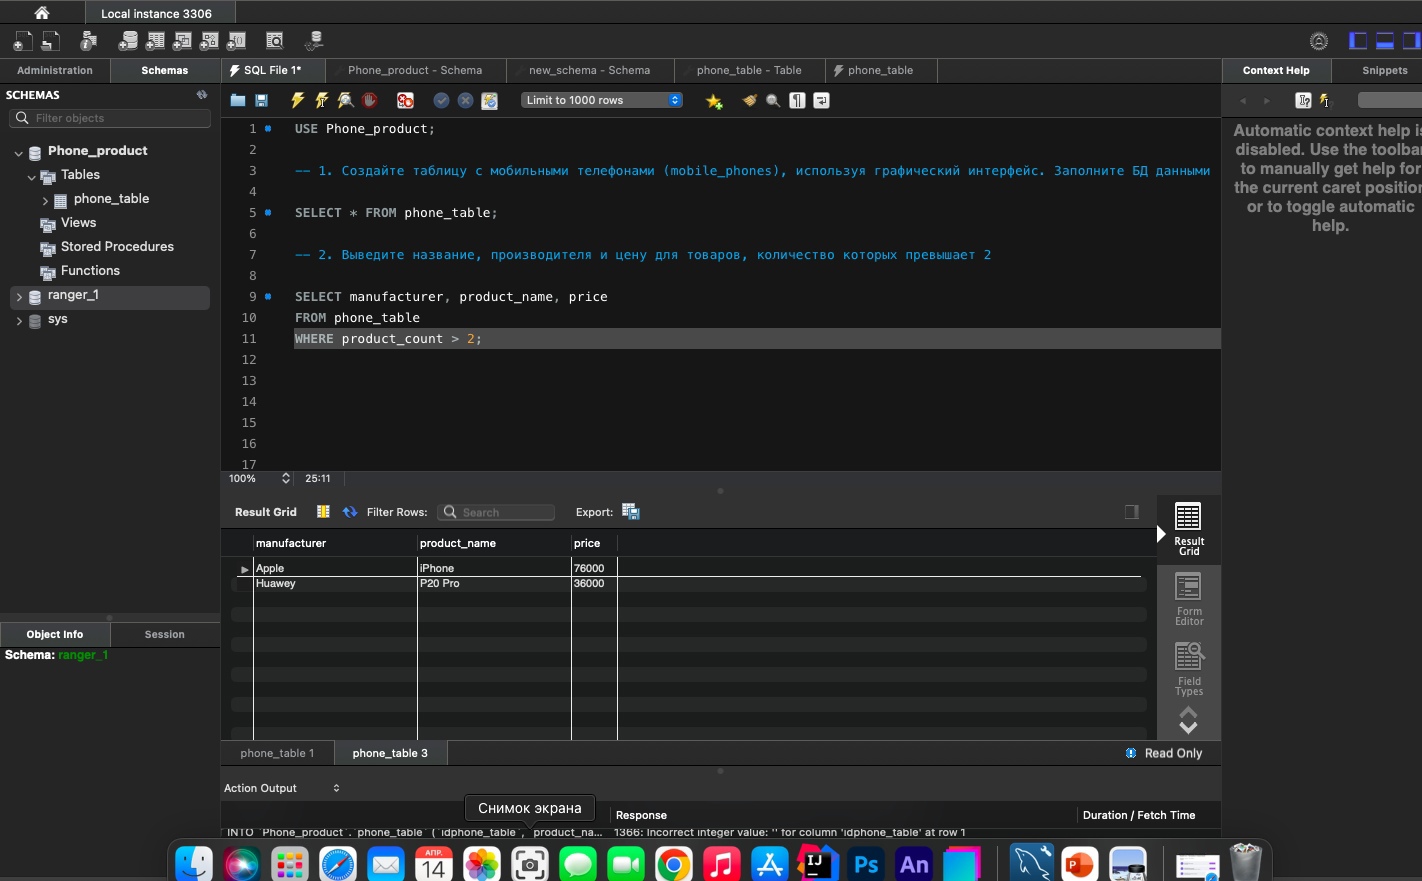 Local instance 3306
Administration
Schemas
SQL File 1*
Phone_product - Schema
new_schema - Schema
phone_table - Table
phone_table
Context Help
Snippets
SCHEMAS
Filter objects
Phone_product
Tables
phone_table
Views
Stored Procedures
Functions
ranger_1
sys
Limit to 1000 rows
1 USE Phone_product;
2
3 -- 1. Создайте таблицу с мобильными телефонами (mobile_phones), используя графический интерфейс. Заполните БД данными
4
5 SELECT * FROM phone_table;
6
7 -- 2. Выведите название, производителя и цену для товаров, количество которых превышает 2
8
9 SELECT manufacturer, product_name, price
10 FROM phone_table
11 WHERE product_count > 2;
12
13
14
15
16
17
Automatic context help is
disabled. Use the toolbar
to manually get help for
the current caret position
or to toggle automatic
help.
100%
25:11
Result Grid
Filter Rows:
Search
Export:
manufacturer product_name price
Apple iPhone 76000
Huawey P20 Pro 36000
Result
Grid
Form
Editor
Field
Types
Object Info
Session
Schema: ranger_1
phone_table 1
phone_table 3
Read Only
Action Output
Снимок экрана
Response
Duration / Fetch Time
INTO `Phone_product`.`phone_table` (`idphone_table`, `product_na... 1366: Incorrect integer value: '' for column 'idphone_table' at row 1
АПР.
14
IJ
Ps
An
P